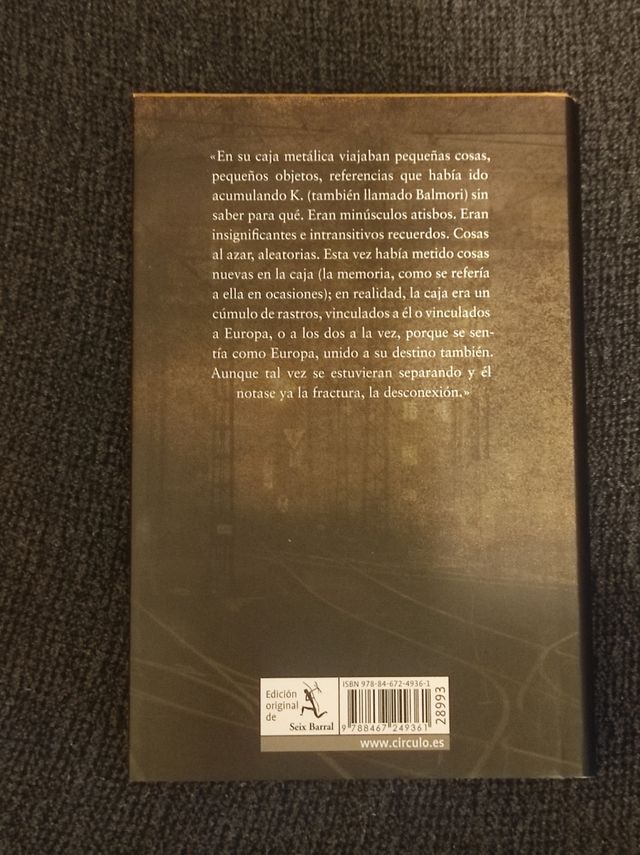 «En su caja metálica viajaban pequeñas cosas,
pequeños objetos, referencias que había ido
acumulando K. (también llamado Balmori) sin
saber para qué. Eran minúsculos atisbos. Eran
insignificantes e intransitivos recuerdos. Cosas
al azar, aleatorias. Esta vez había metido cosas
nuevas en la caja (la memoria, como se refería
a ella en ocasiones); en realidad, la caja era un
cúmulo de rastros, vinculados a él o vinculados
a Europa, o a los dos a la vez, porque se sen-
tía como Europa, unido a su destino también.
Aunque tal vez se estuvieran separando y él
notase ya la fractura, la desconexión.»
Edición
original
de
Seix Barral
ISBN 978-84-672-4936-1
9 788467 249361
28993
www.circulo.es